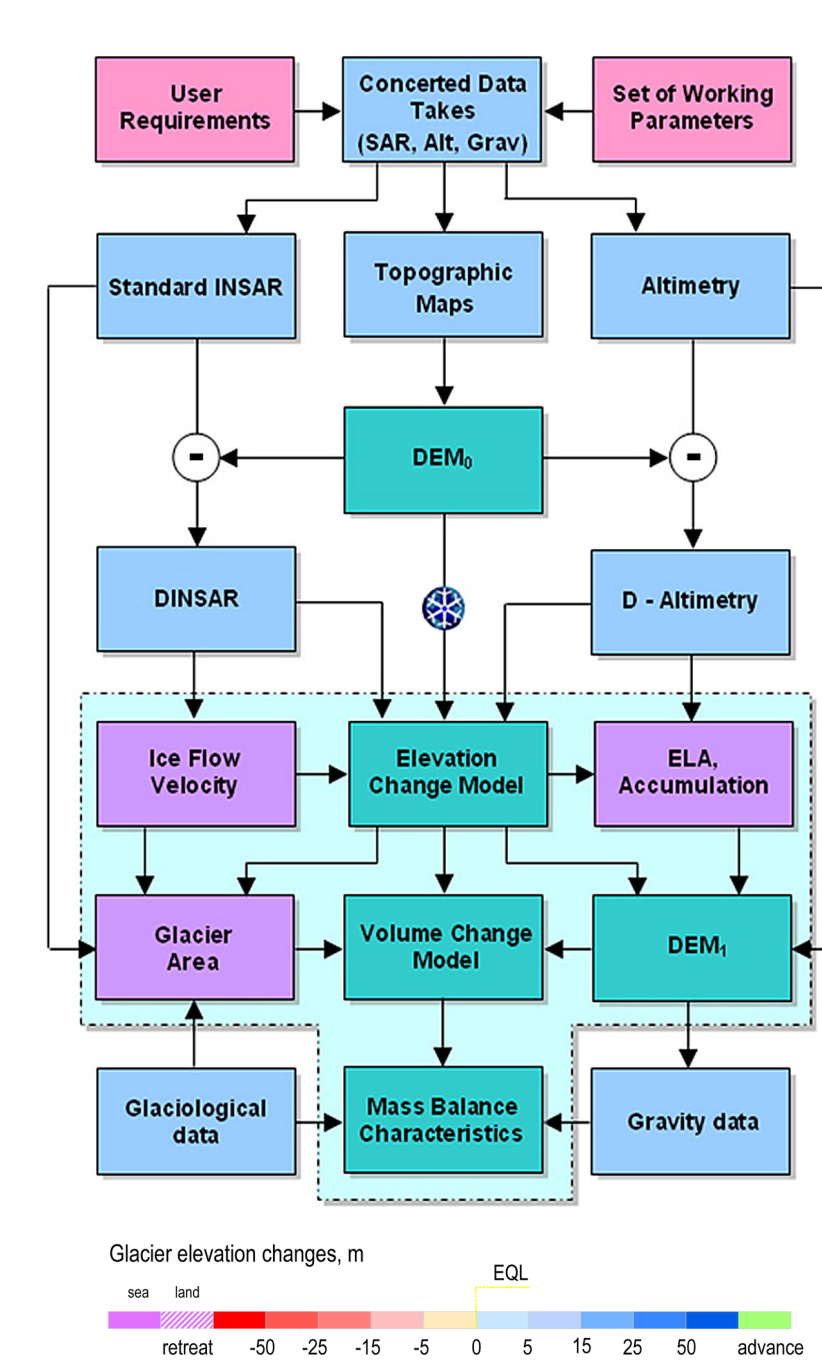 User
Requirements
Concerted Data
Takes
(SAR, Alt, Grav)
Set of Working
Parameters
Standard INSAR
Topographic
Maps
Altimetry
-
DEM₀
-
DINSAR
D - Altimetry
Ice Flow
Velocity
Elevation
Change Model
ELA,
Accumulation
Glacier
Area
Volume Change
Model
DEM₁
Glaciological
data
Mass Balance
Characteristics
Gravity data
Glacier elevation changes, m
EQL
sea land
retreat -50 -25 -15 -5 0 5 15 25 50 advance